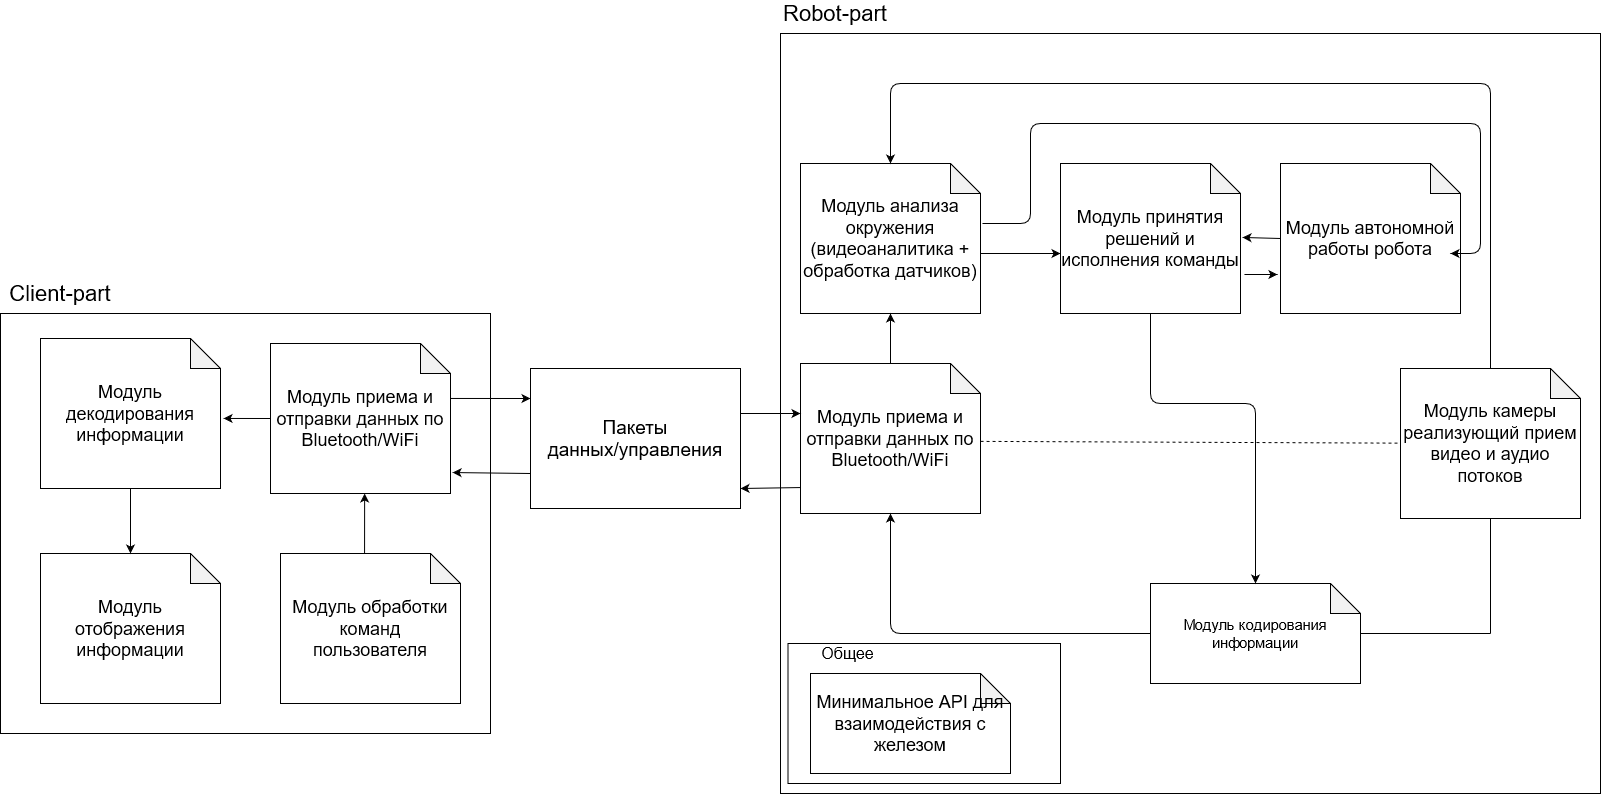 Robot-part
Модуль анализа
окружения
(видеоаналитика +
обработка датчиков)
Модуль принятия
решений и
исполнения команды
Модуль автономной
работы робота
Client-part
Модуль
декодирования
информации
Модуль приема и
отправки данных по
Bluetooth/WiFi
Пакеты
данных/управления
Модуль приема и
отправки данных по
Bluetooth/WiFi
Модуль камеры
реализующий прием
видео и аудио
потоков
Модуль
отображения
информации
Модуль обработки
команд
пользователя
Модуль кодирования
информации
Общее
Минимальное API для
взаимодействия с
железом